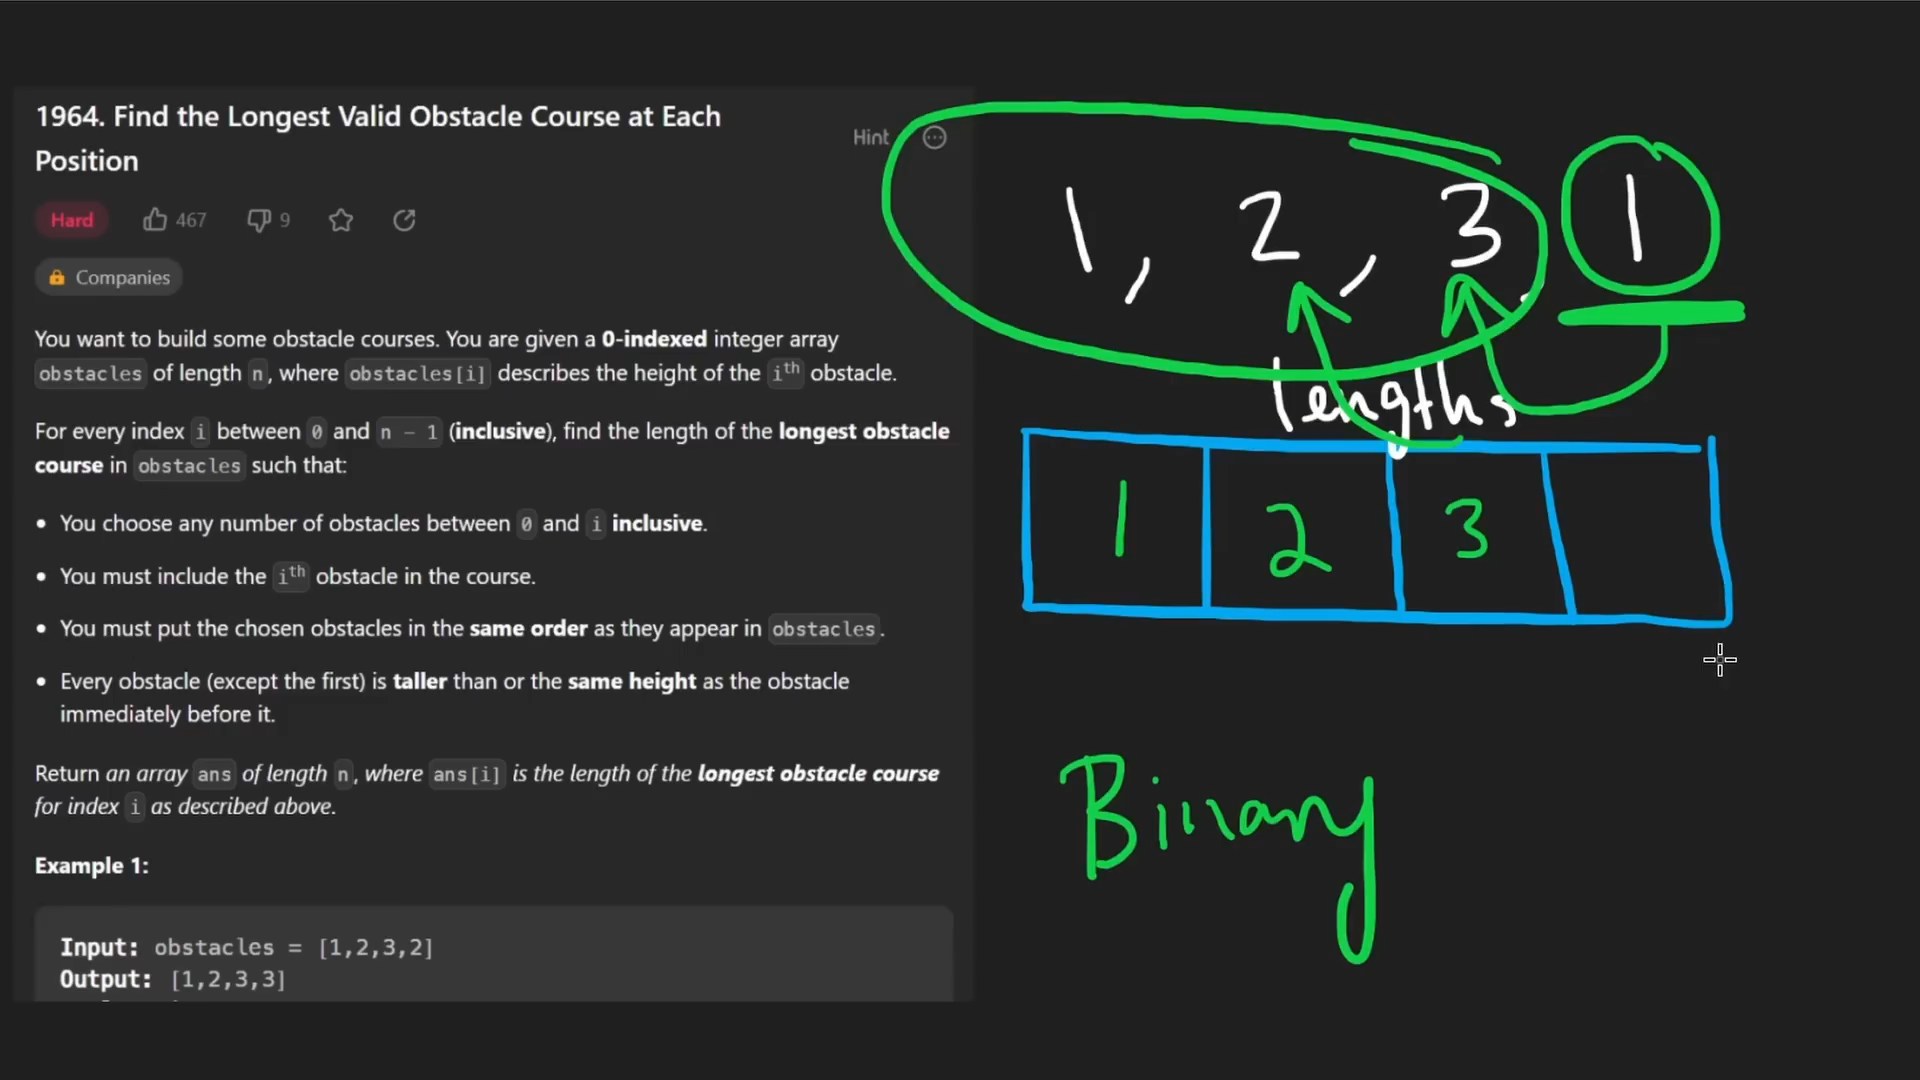 1964. Find the Longest Valid Obstacle Course at Each
Position
Hint
Hard 467 9
Companies
You want to build some obstacle courses. You are given a 0-indexed integer array
obstacles of length n, where obstacles[i] describes the height of the ith obstacle.
For every index i between 0 and n - 1 (inclusive), find the length of the longest obstacle
course in obstacles such that:
• You choose any number of obstacles between 0 and i inclusive.
• You must include the ith obstacle in the course.
• You must put the chosen obstacles in the same order as they appear in obstacles.
• Every obstacle (except the first) is taller than or the same height as the obstacle
immediately before it.
Return an array ans of length n, where ans[i] is the length of the longest obstacle course
for index i as described above.
Example 1:
Input: obstacles = [1,2,3,2]
Output: [1,2,3,3]
1, 2, 3, 1
lengths
1 2 3
Binary